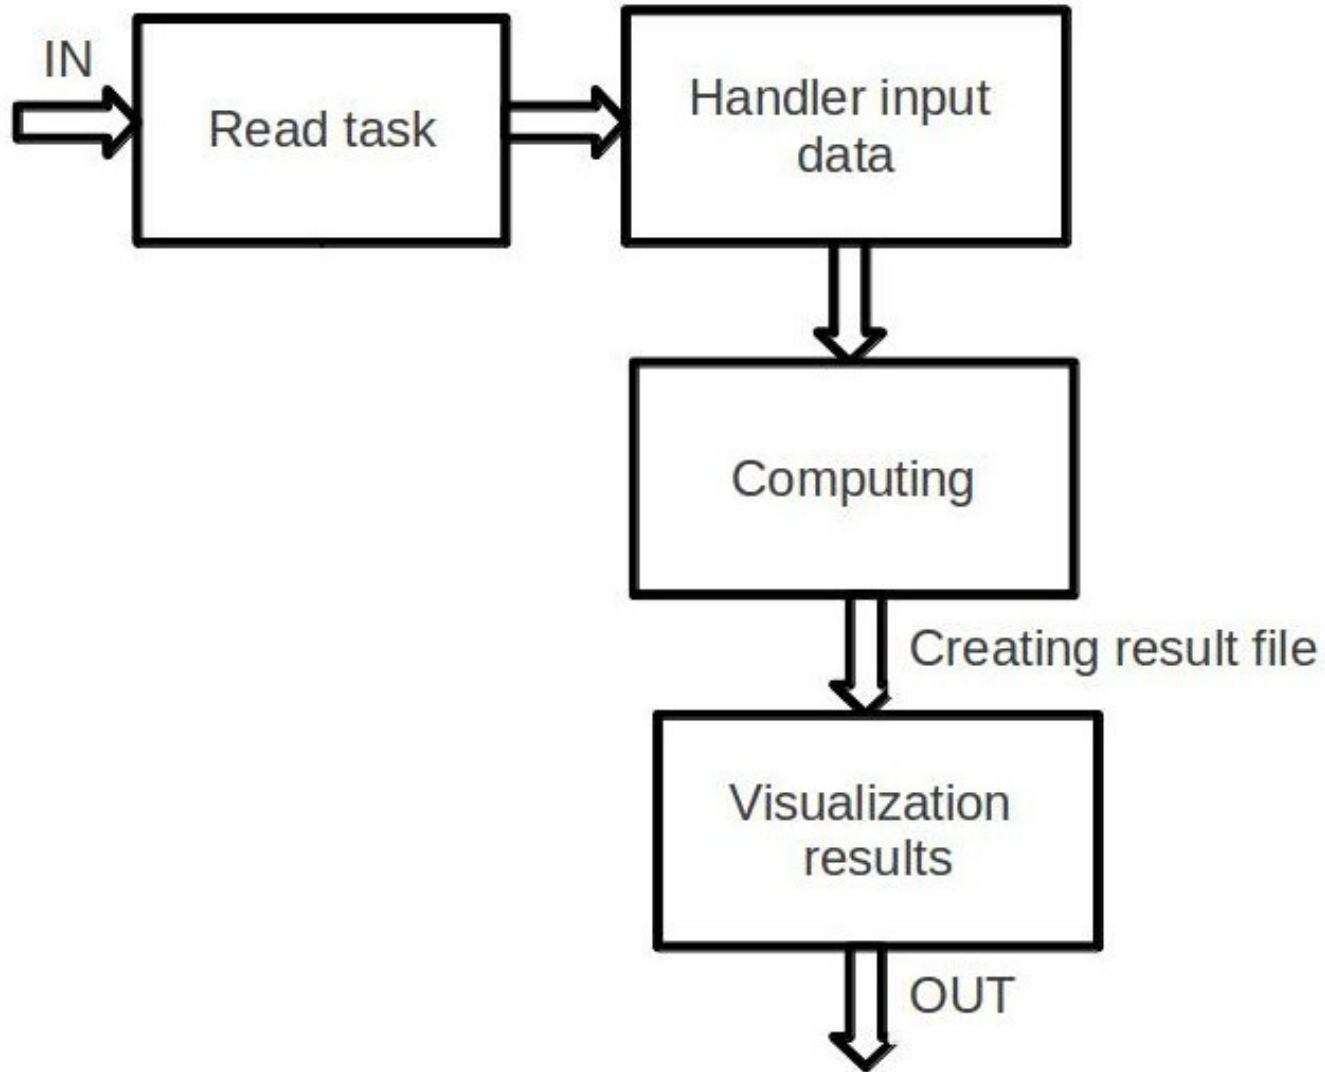 IN
Read task
Handler input
data
Computing
Creating result file
Visualization
results
OUT